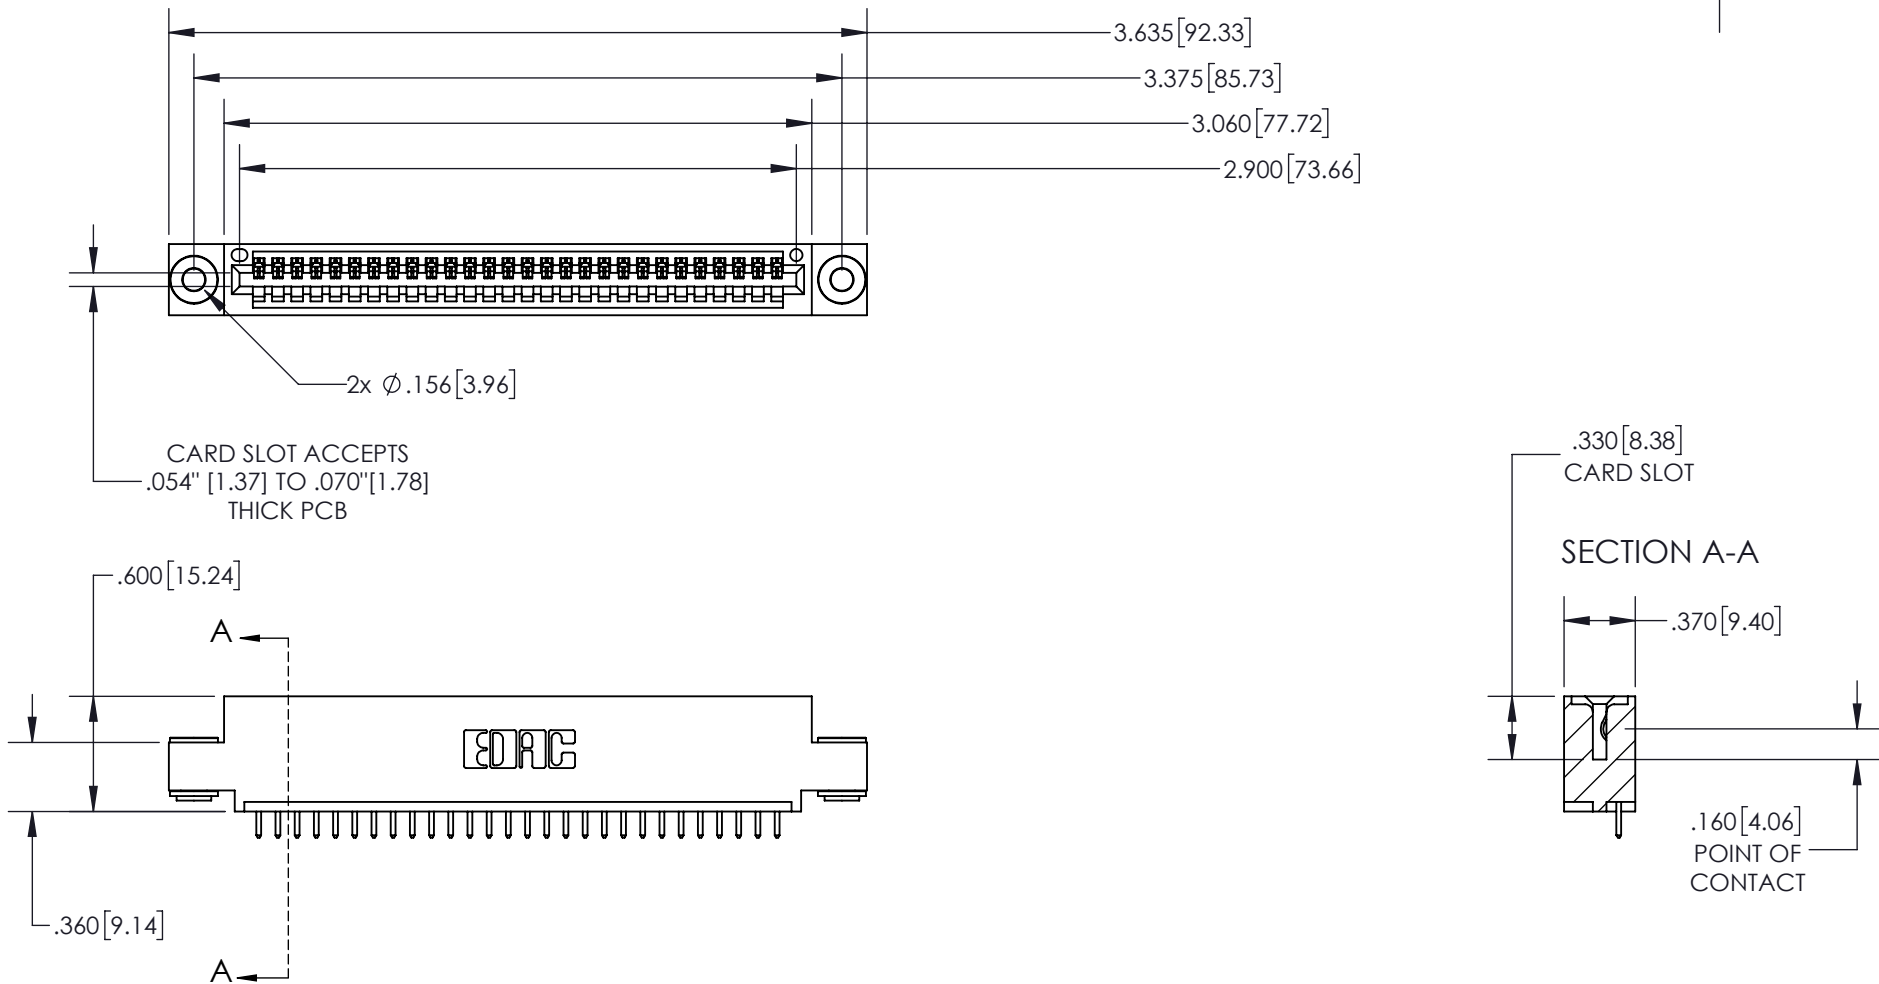 3.635[92.33]
3.375[85.73]
3.060[77.72]
2.900[73.66]
2x ∅.156[3.96]
CARD SLOT ACCEPTS
.054" [1.37] TO .070"[1.78]
THICK PCB
.330[8.38]
CARD SLOT
SECTION A-A
.600[15.24]
A
.370[9.40]
EDAC
.160[4.06]
POINT OF
CONTACT
.360[9.14]
A